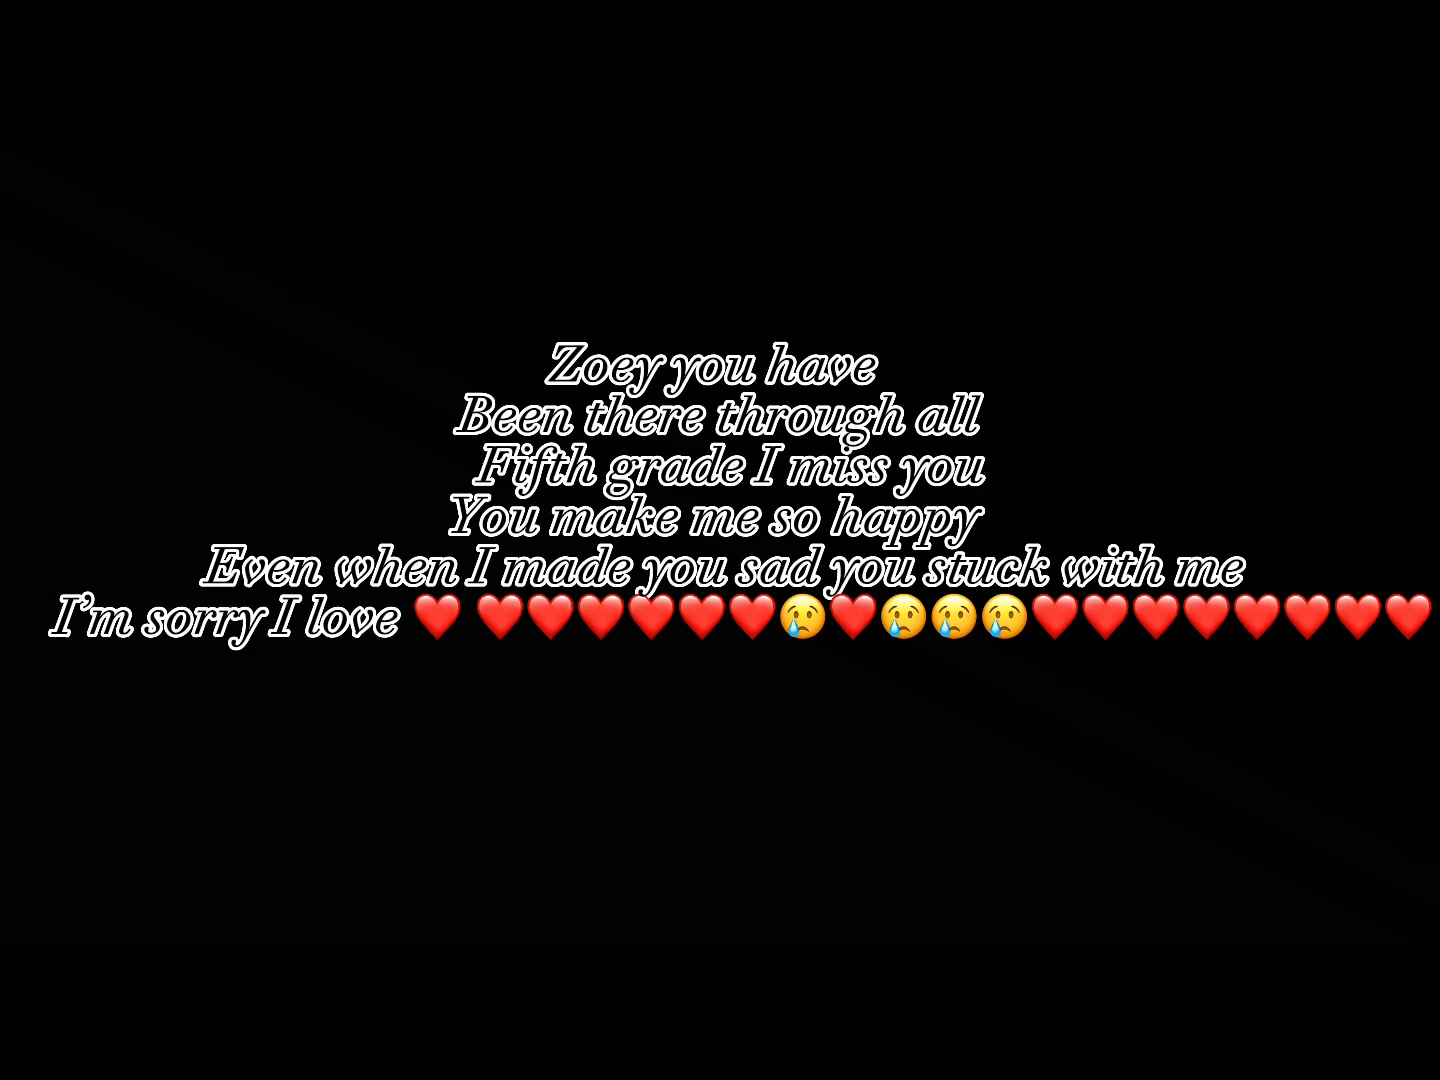 Zoey you have
Been there through all
Fifth grade I miss you
You make me so happy
Even when I made you sad you stuck with me
I’m sorry I love ❤️ ❤️❤️❤️❤️❤️❤️😢❤️😢😢😢❤️❤️❤️❤️❤️❤️❤️❤️